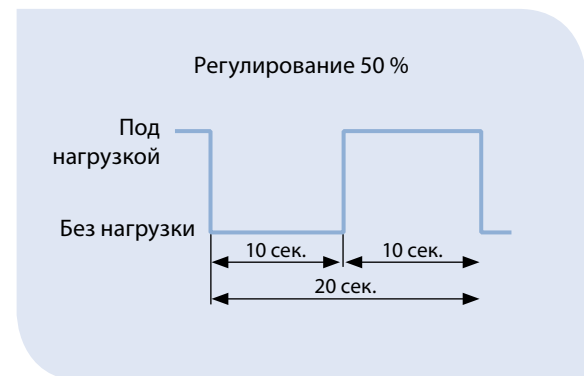 Регулирование 50 %
Под
нагрузкой
Без нагрузки
10 сек.
10 сек.
20 сек.